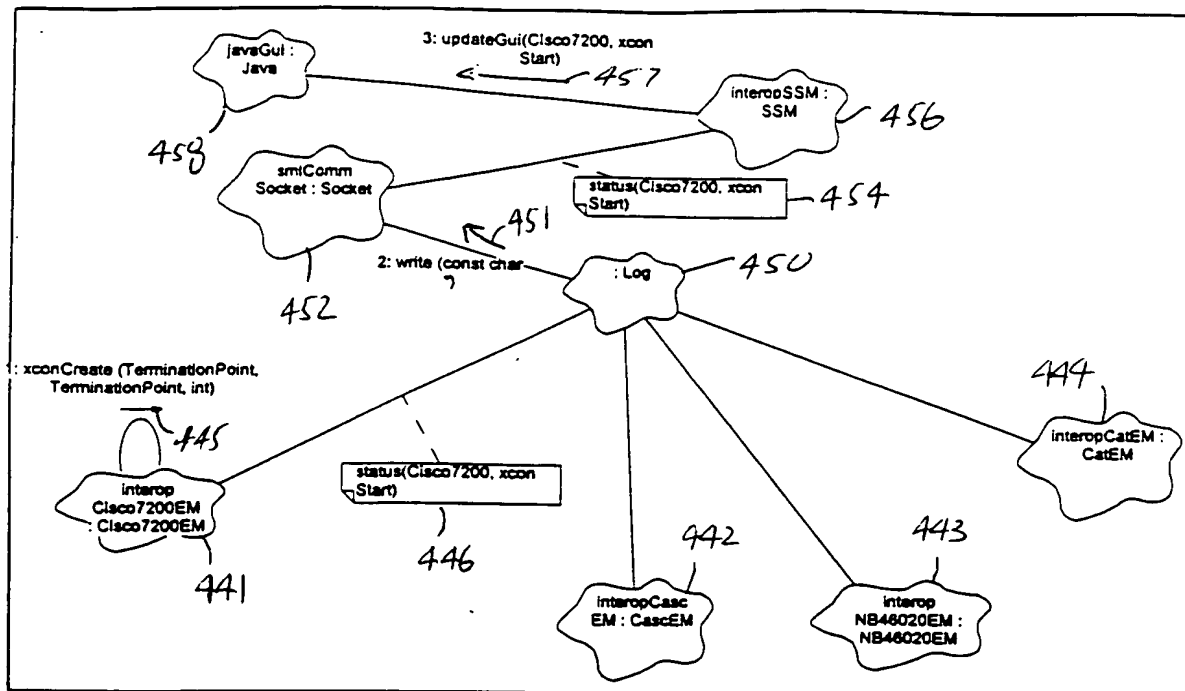 3: updateGui(Cisco7200, xcon
Start)
457
javaGui :
Java
458
interopSSM :
SSM
456
smlComm
Socket : Socket
452
status(Cisco7200, xcon
Start)
454
451
2: write (const char
: Log
450
: xconCreate (TerminationPoint,
TerminationPoint, int)
445
444
interopCatEM :
CatEM
interop
Cisco7200EM
: Cisco7200EM
441
status(Cisco7200, xcon
Start)
446
442
443
interopCasc
EM : CascEM
interop
NB46020EM :
NB46020EM